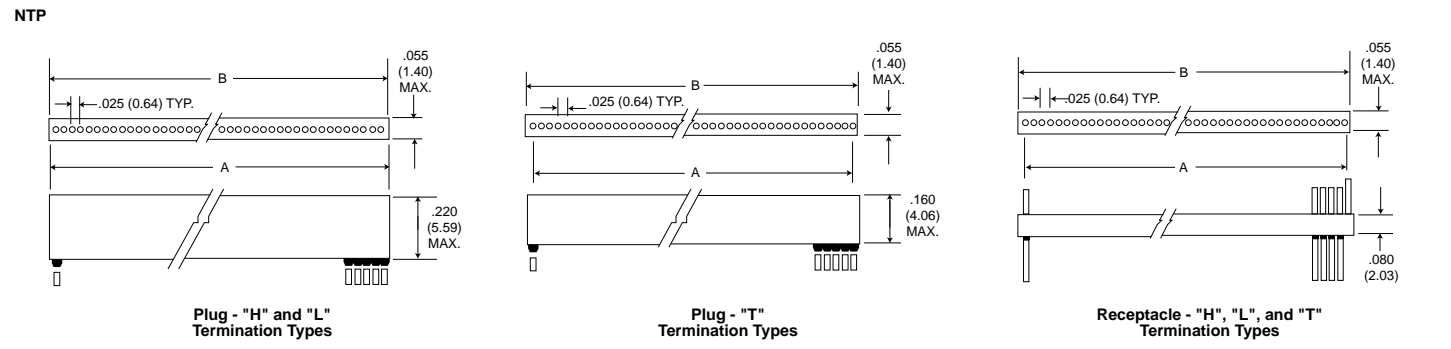 NTP
.055
(1.40)
MAX.
B
.025 (0.64) TYP.
A
.220
(5.59)
MAX.
Plug - "H" and "L"
Termination Types
.055
(1.40)
MAX.
B
.025 (0.64) TYP.
A
.160
(4.06)
MAX.
Plug - "T"
Termination Types
.055
(1.40)
MAX.
B
.025 (0.64) TYP.
A
.080
(2.03)
Receptacle - "H", "L", and "T"
Termination Types